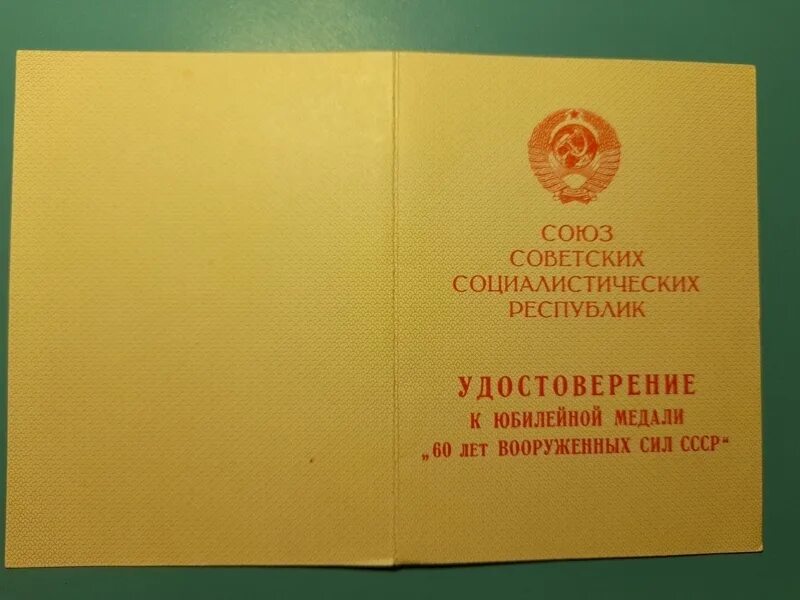 СОЮЗ
СОВЕТСКИХ
СОЦИАЛИСТИЧЕСКИХ
РЕСПУБЛИК
УДОСТОВЕРЕНИЕ
К ЮБИЛЕЙНОЙ МЕДАЛИ
„60 ЛЕТ ВООРУЖЕННЫХ СИЛ СССР“